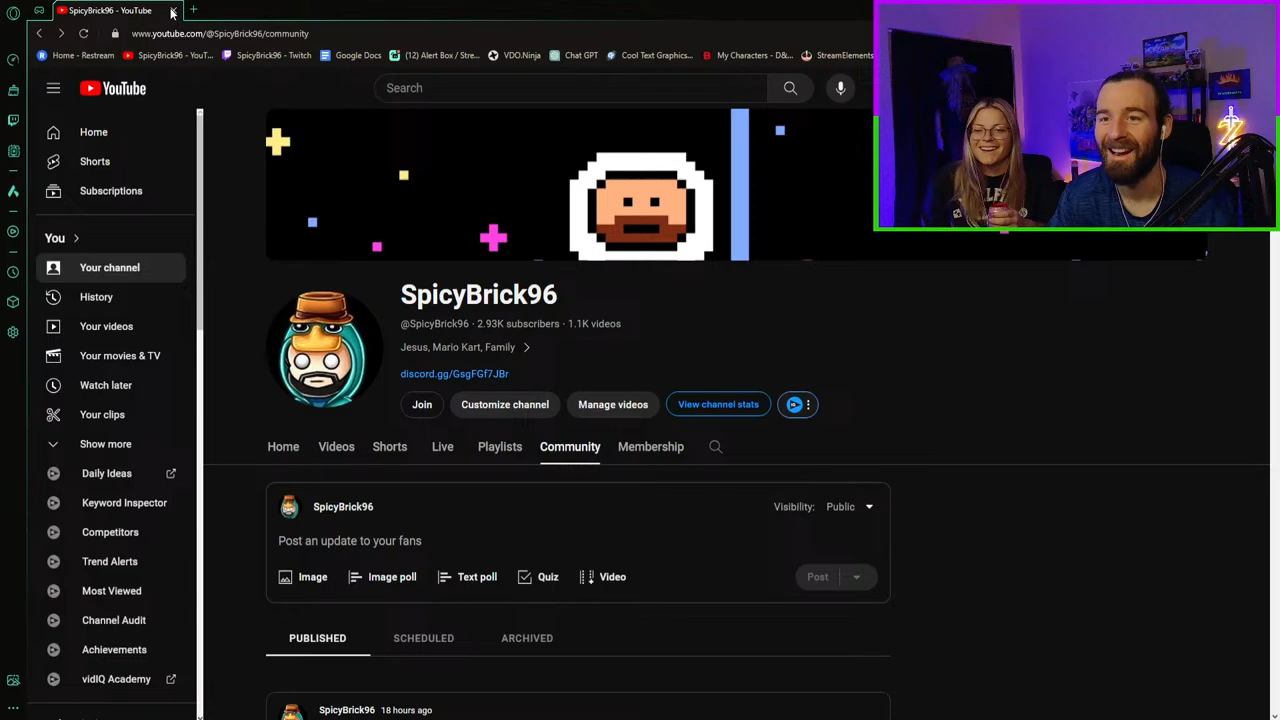 SpicyBrick96 - YouTube
www.youtube.com/@SpicyBrick96/community
Home - Restream
SpicyBrick96 - YouT...
SpicyBrick96 - Twitch
Google Docs
(12) Alert Box / Stre...
VDO.Ninja
Chat GPT
Cool Text Graphics...
My Characters - D&...
StreamElements
YouTube
Search
Home
Shorts
Subscriptions
You
Your channel
History
Your videos
Your movies & TV
Watch later
Your clips
Show more
Daily Ideas
Keyword Inspector
Competitors
Trend Alerts
Most Viewed
Channel Audit
Achievements
vidIQ Academy
SpicyBrick96
@SpicyBrick96 · 2.93K subscribers · 1.1K videos
Jesus, Mario Kart, Family
discord.gg/GsgFGf7JBr
Join
Customize channel
Manage videos
View channel stats
Home
Videos
Shorts
Live
Playlists
Community
Membership
SpicyBrick96
Visibility: Public
Post an update to your fans
Image
Image poll
Text poll
Quiz
Video
Post
PUBLISHED
SCHEDULED
ARCHIVED
SpicyBrick96 18 hours ago